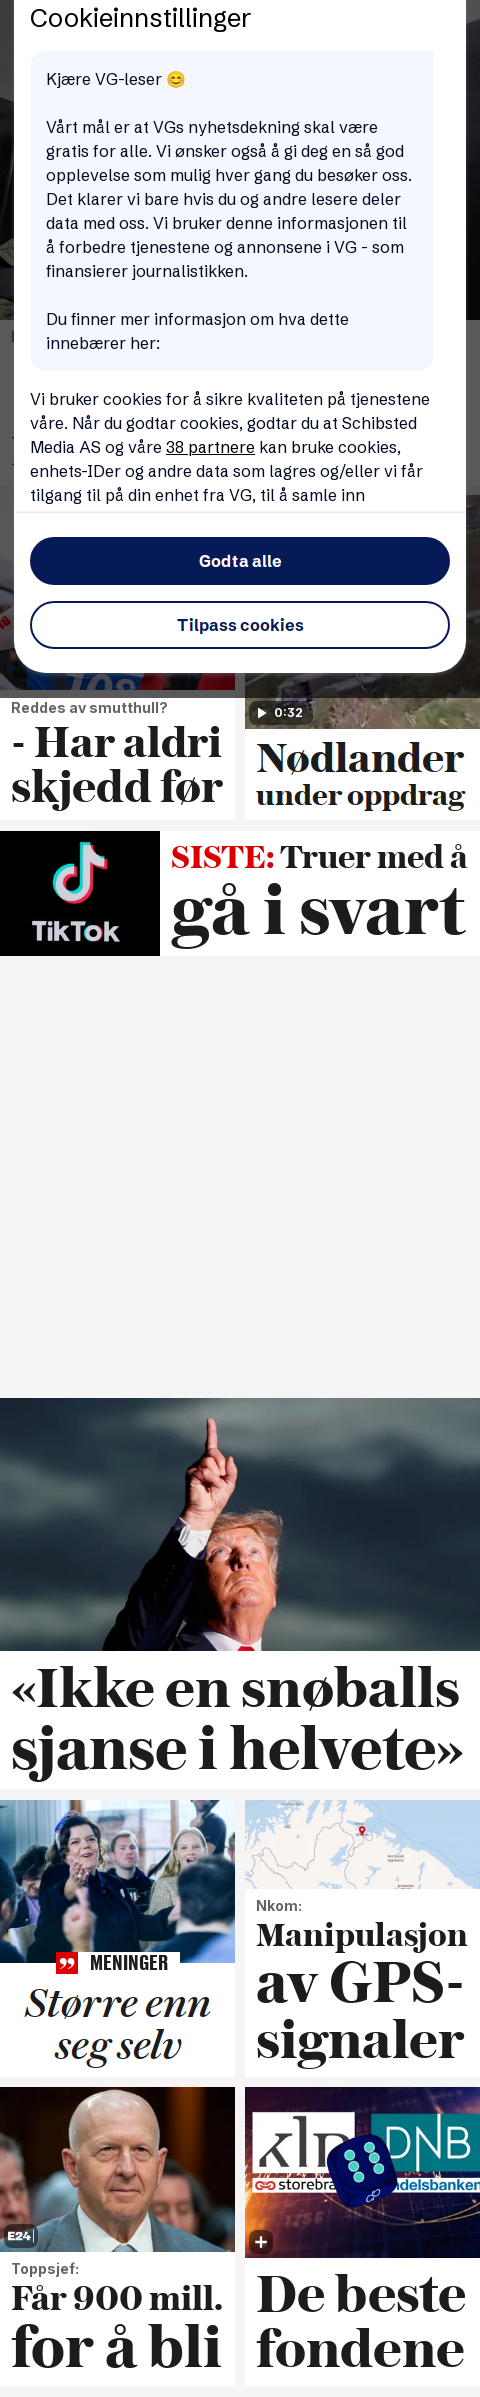 Cookieinnstillinger
Kjære VG-leser 😊
Vårt mål er at VGs nyhetsdekning skal være
gratis for alle. Vi ønsker også å gi deg en så god
opplevelse som mulig hver gang du besøker oss.
Det klarer vi bare hvis du og andre lesere deler
data med oss. Vi bruker denne informasjonen til
å forbedre tjenestene og annonsene i VG - som
finansierer journalistikken.
Du finner mer informasjon om hva dette
innebærer her:
Vi bruker cookies for å sikre kvaliteten på tjenestene
våre. Når du godtar cookies, godtar du at Schibsted
Media AS og våre 38 partnere kan bruke cookies,
enhets-IDer og andre data som lagres og/eller vi får
tilgang til på din enhet fra VG, til å samle inn
Godta alle
Tilpass cookies
Reddes av smutthull?
- Har aldri
skjedd før
0:32
Nødlander
under oppdrag
TikTok
SISTE: Truer med å
gå i svart
«Ikke en snøballs
sjanse i helvete»
MENINGER
Større enn
seg selv
Nkom:
Manipulasjon
av GPS-
signaler
E24
Toppsjef:
Får 900 mill.
for å bli
klp
DNB
storebra
ndelsbanken
De beste
fondene